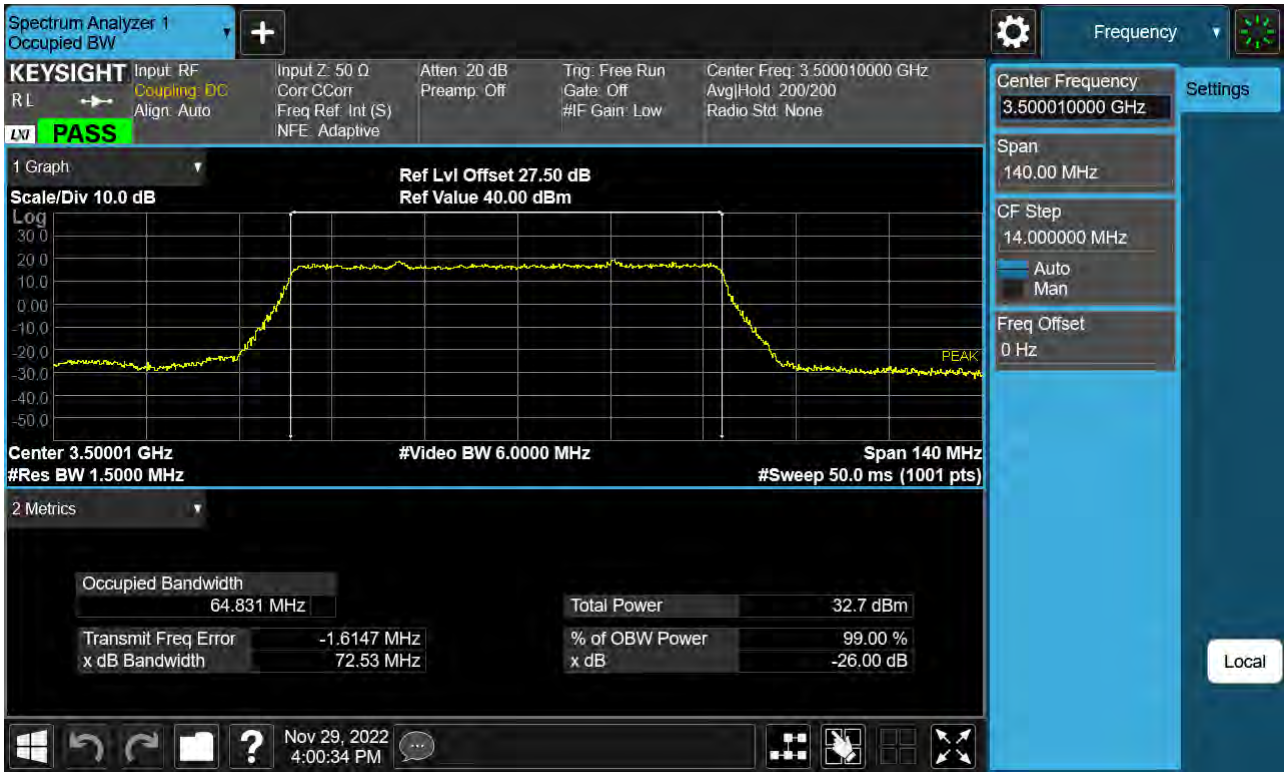 Spectrum Analyzer 1
Occupied BW
Frequency
KEYSIGHT
RL
LXI
PASS
Input: RF
Coupling: DC
Align: Auto
Input Z: 50 Ω
Corr CCorr
Freq Ref: Int (S)
NFE: Adaptive
Atten: 20 dB
Preamp: Off
Trig: Free Run
Gate: Off
#IF Gain: Low
Center Freq: 3.500010000 GHz
Avg|Hold: 200/200
Radio Std: None
Center Frequency
3.500010000 GHz
Settings
Span
140.00 MHz
CF Step
14.000000 MHz
Auto
Man
Freq Offset
0 Hz
1 Graph
Scale/Div 10.0 dB
Ref Lvl Offset 27.50 dB
Ref Value 40.00 dBm
Log
30.0
20.0
10.0
0.00
-10.0
-20.0
-30.0
-40.0
-50.0
PEAK
Center 3.50001 GHz
#Video BW 6.0000 MHz
Span 140 MHz
#Res BW 1.5000 MHz
#Sweep 50.0 ms (1001 pts)
2 Metrics
Occupied Bandwidth
64.831 MHz
Total Power 32.7 dBm
Transmit Freq Error -1.6147 MHz
% of OBW Power 99.00 %
x dB Bandwidth 72.53 MHz
x dB -26.00 dB
Local
?
Nov 29, 2022
4:00:34 PM